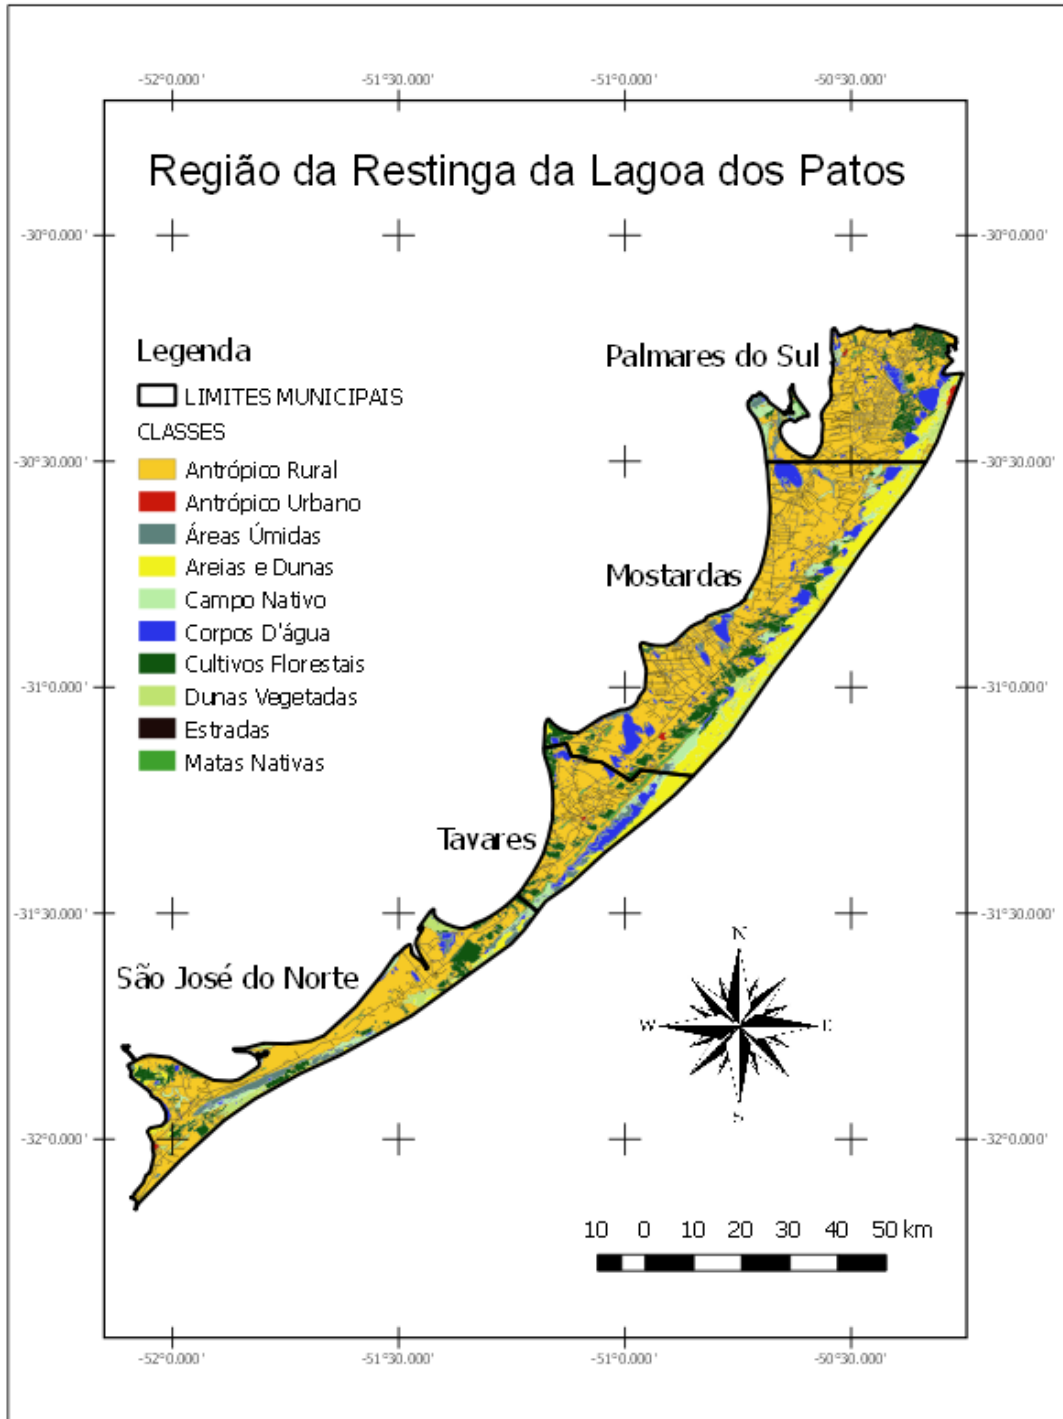 -52°0.000' -51°30.000' -51°0.000' -50°30.000'
Região da Restinga da Lagoa dos Patos
-30°0.000' -30°0.000'
Legenda
Palmares do Sul
LIMITES MUNICIPAIS
CLASSES
-30°30.000' -30°30.000'
Antrópico Rural
Antrópico Urbano
Áreas Úmidas
Areias e Dunas
Mostardas
Campo Nativo
Corpos D'água
Cultivos Florestais
-31°0.000' -31°0.000'
Dunas Vegetadas
Estradas
Matas Nativas
Tavares
-31°30.000' -31°30.000'
N
São José do Norte
W E
S
-32°0.000' -32°0.000'
10 0 10 20 30 40 50 km
-52°0.000' -51°30.000' -51°0.000' -50°30.000'